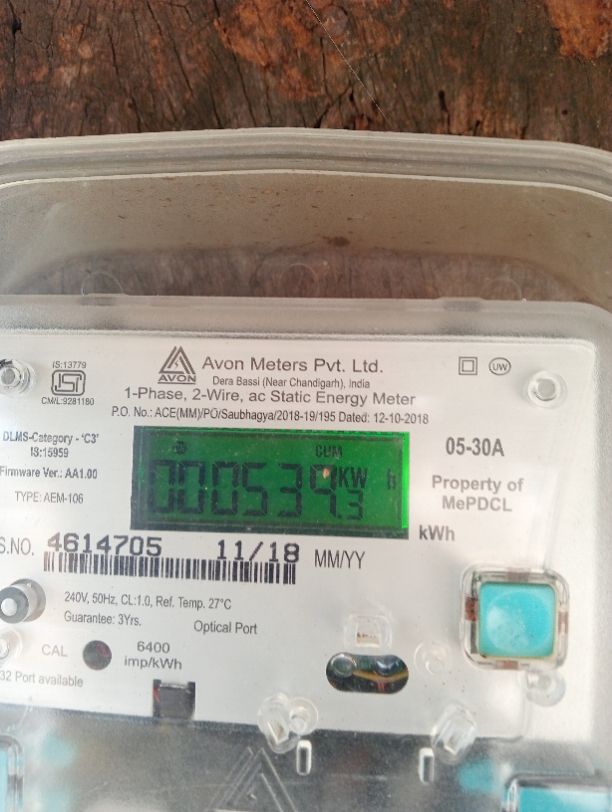 IS:13779
CM/L:9281180
AVON
Avon Meters Pvt. Ltd.
Dera Bassi (Near Chandigarh), India
1-Phase, 2-Wire, ac Static Energy Meter
P.O. No.: ACE(MM)/PO/Saubhagya/2018-19/195 Dated: 12-10-2018
UW
DLMS-Category - 'C3'
IS:15959
Firmware Ver.: AA1.00
TYPE: AEM-106
CUM
000539.3 KW h
05-30A
Property of
MePDCL
kWh
S.NO. 4614705 11/18 MM/YY
240V, 50Hz, CL:1.0, Ref. Temp. 27°C
Guarantee: 3Yrs.
Optical Port
CAL
6400
imp/kWh
32 Port available